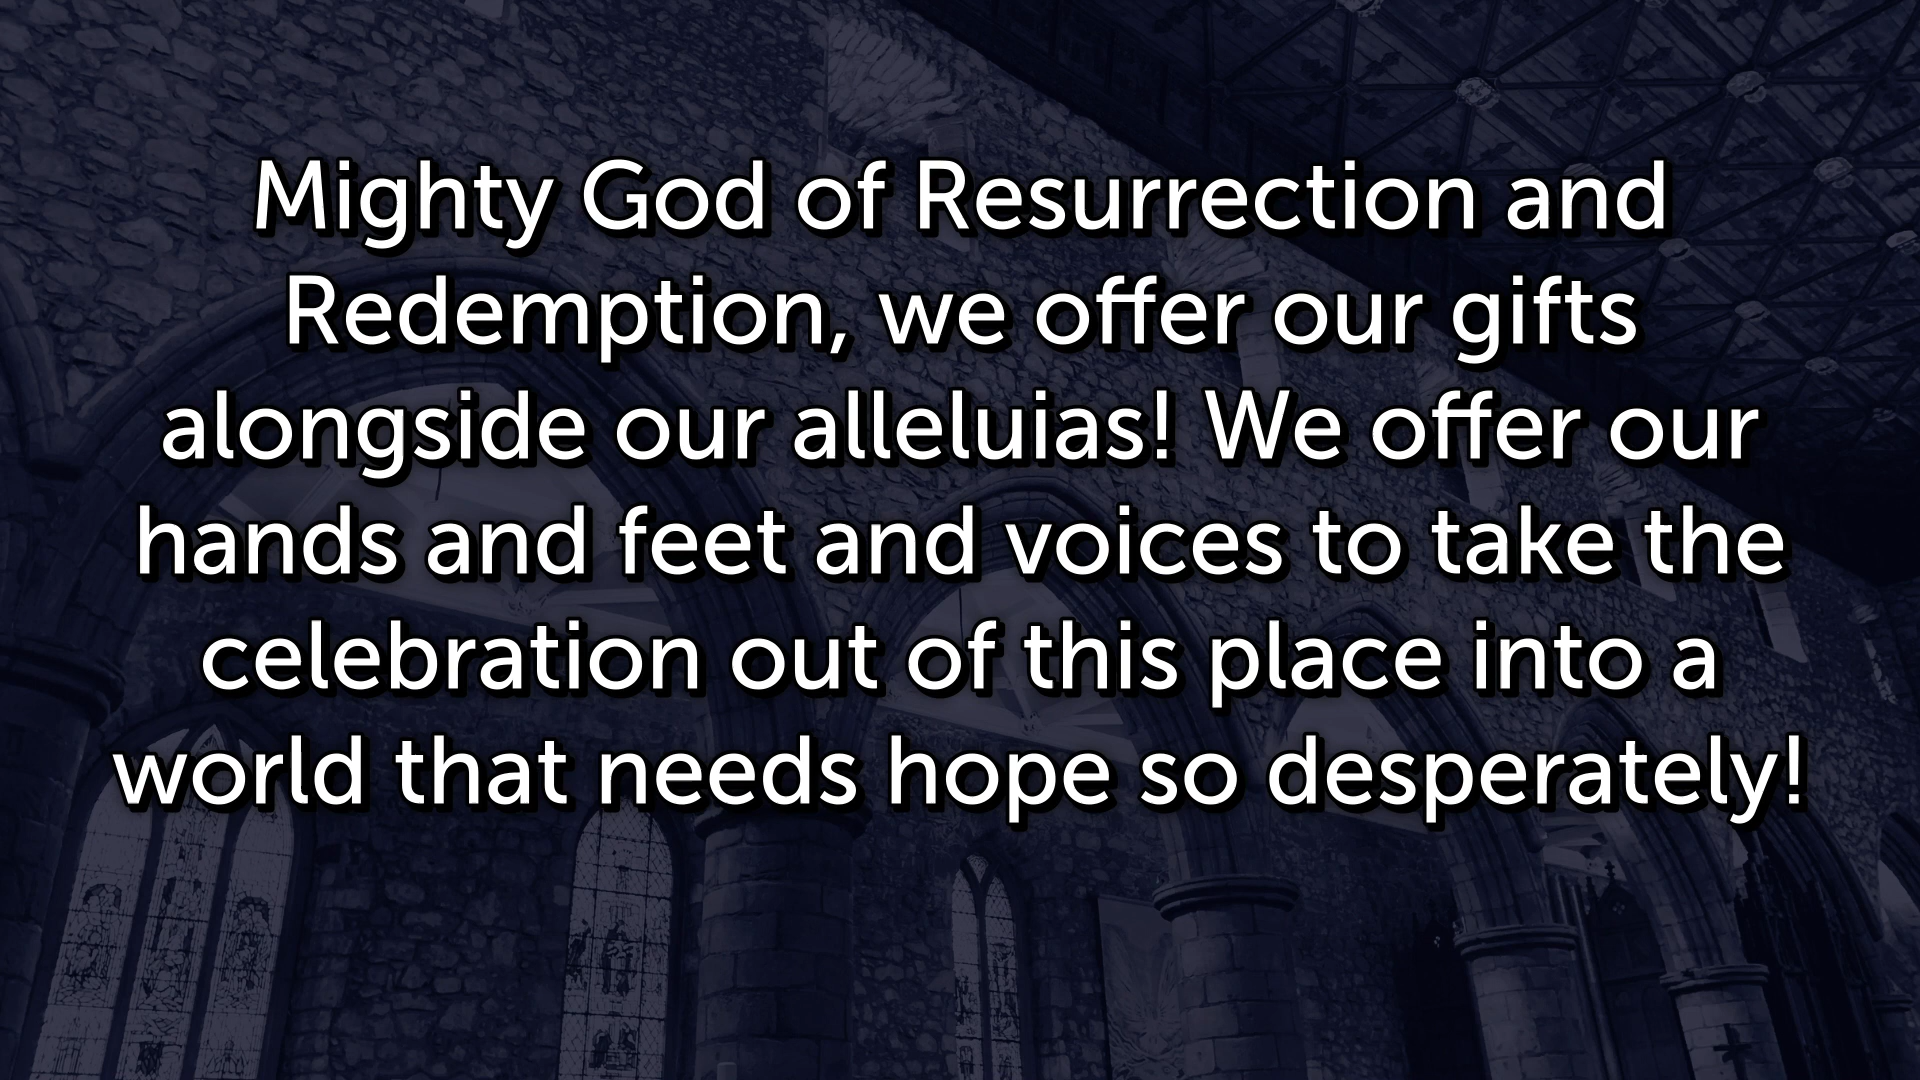 Mighty God of Resurrection and
Redemption, we offer our gifts
alongside our alleluias! We offer our
hands and feet and voices to take the
celebration out of this place into a
world that needs hope so desperately!